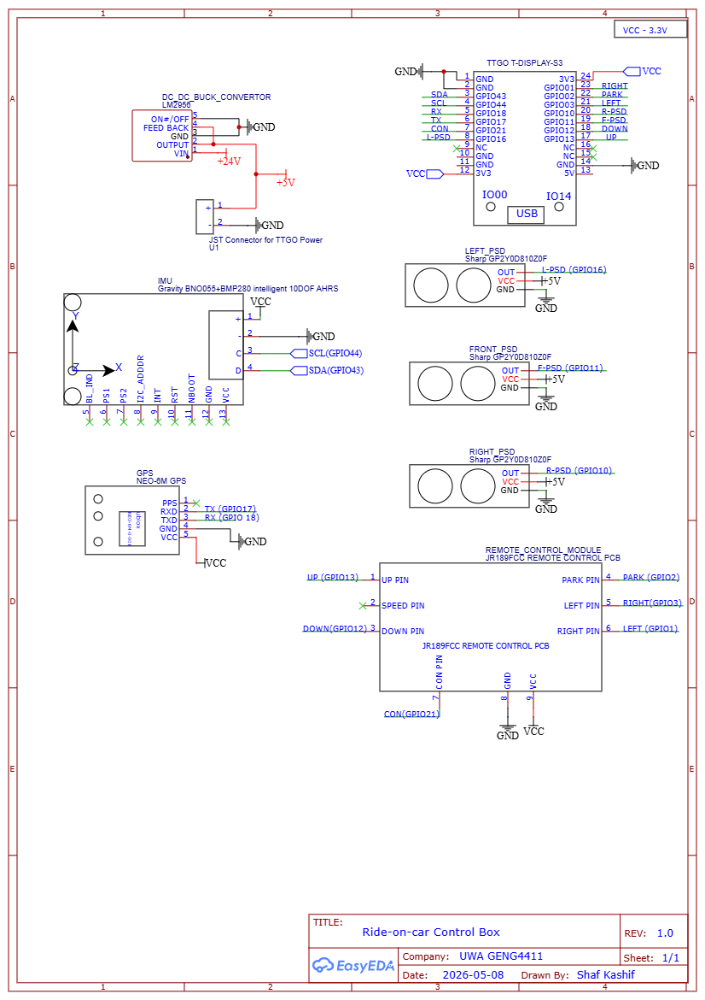 1 2 3 4
VCC - 3.3V
A
A
DC_DC_BUCK_CONVERTOR
LM2956
ON#/OFF 5
FEED BACK 4
GND 3
OUTPUT 2
VIN 1
GND
+24V
+5V
+ 1
- 2
GND
JST Connector for TTGO Power
U1
TTGO T-DISPLAY-S3
GND
1 GND 3V3 24 VCC
2 GND GPIO01 23 RIGHT
SDA 3 GPIO43 GPIO02 22 PARK
SCL 4 GPIO44 GPIO03 21 LEFT
RX 5 GPIO18 GPIO10 20 R-PSD
TX 6 GPIO17 GPIO11 19 F-PSD
CON 7 GPIO21 GPIO12 18 DOWN
L-PSD 8 GPIO16 GPIO13 17 UP
9 NC NC 16
10 GND NC 15
11 GND GND 14 GND
VCC 12 3V3 5V 13
IO00 IO14
USB
B
B
LEFT_PSD
Sharp GP2Y0D810Z0F
OUT L-PSD (GPIO16)
VCC +5V
GND
GND
IMU
Gravity BNO055+BMP280 intelligent 10DOF AHRS
VCC
+ 1
- 2 GND
C 3 SCL(GPIO44)
D 4 SDA(GPIO43)
Y
Z X
BL_IND PS1 PS2 I2C_ADDDR INT RST NBOOT GND VCC
5 6 7 8 9 10 11 12 13
FRONT_PSD
Sharp GP2Y0D810Z0F
OUT F-PSD (GPIO11)
VCC +5V
GND
GND
C
C
RIGHT_PSD
Sharp GP2Y0D810Z0F
OUT R-PSD (GPIO10)
VCC +5V
GND
GND
GPS
NEO-6M GPS
PPS 1
RXD 2 TX (GPIO17)
TXD 3 RX (GPIO 18)
GND 4
VCC 5
GND
VCC
ublox
REMOTE_CONTROL_MODULE
JR189FCC REMOTE CONTROL PCB
UP (GPIO13) 1 UP PIN PARK PIN 4 PARK (GPIO2)
2 SPEED PIN LEFT PIN 5 RIGHT(GPIO3)
DOWN(GPIO12) 3 DOWN PIN RIGHT PIN 6 LEFT (GPIO1)
JR189FCC REMOTE CONTROL PCB
CON PIN GND VCC
7 8 9
CON(GPIO21)
GND VCC
D
D
E
E
TITLE:
Ride-on-car Control Box
REV: 1.0
EasyEDA
Company: UWA GENG4411
Sheet: 1/1
Date: 2026-05-08 Drawn By: Shaf Kashif
1 2 3 4